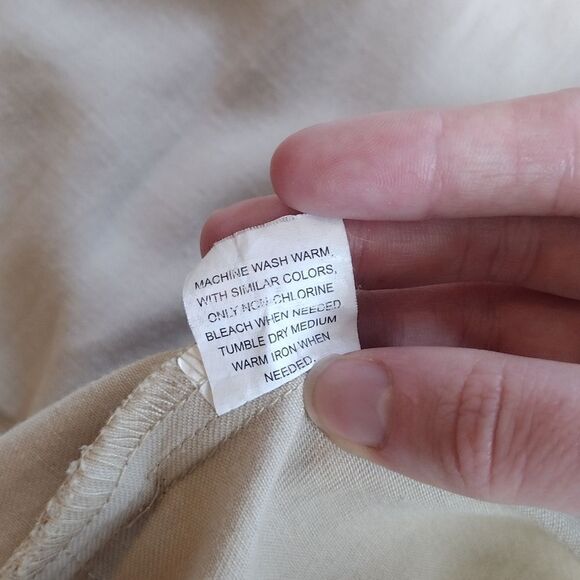 MACHINE WASH WARM,
WITH SIMILAR COLORS,
ONLY NON-CHLORINE
BLEACH WHEN NEEDED
TUMBLE DRY MEDIUM
WARM IRON WHEN
NEEDED.